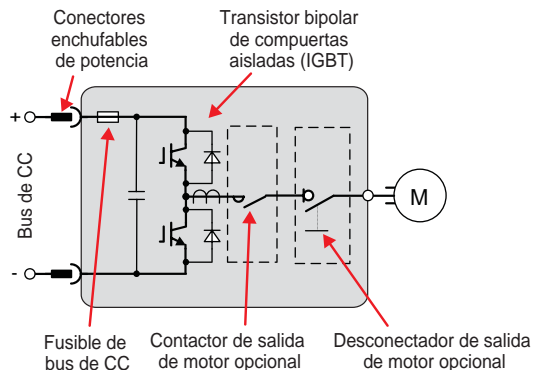 Conectores
enchufables
de potencia
Transistor bipolar
de compuertas
aisladas (IGBT)
+
Bus de CC
-
M
Fusible de
bus de CC
Contactor de salida
de motor opcional
Desconectador de salida
de motor opcional